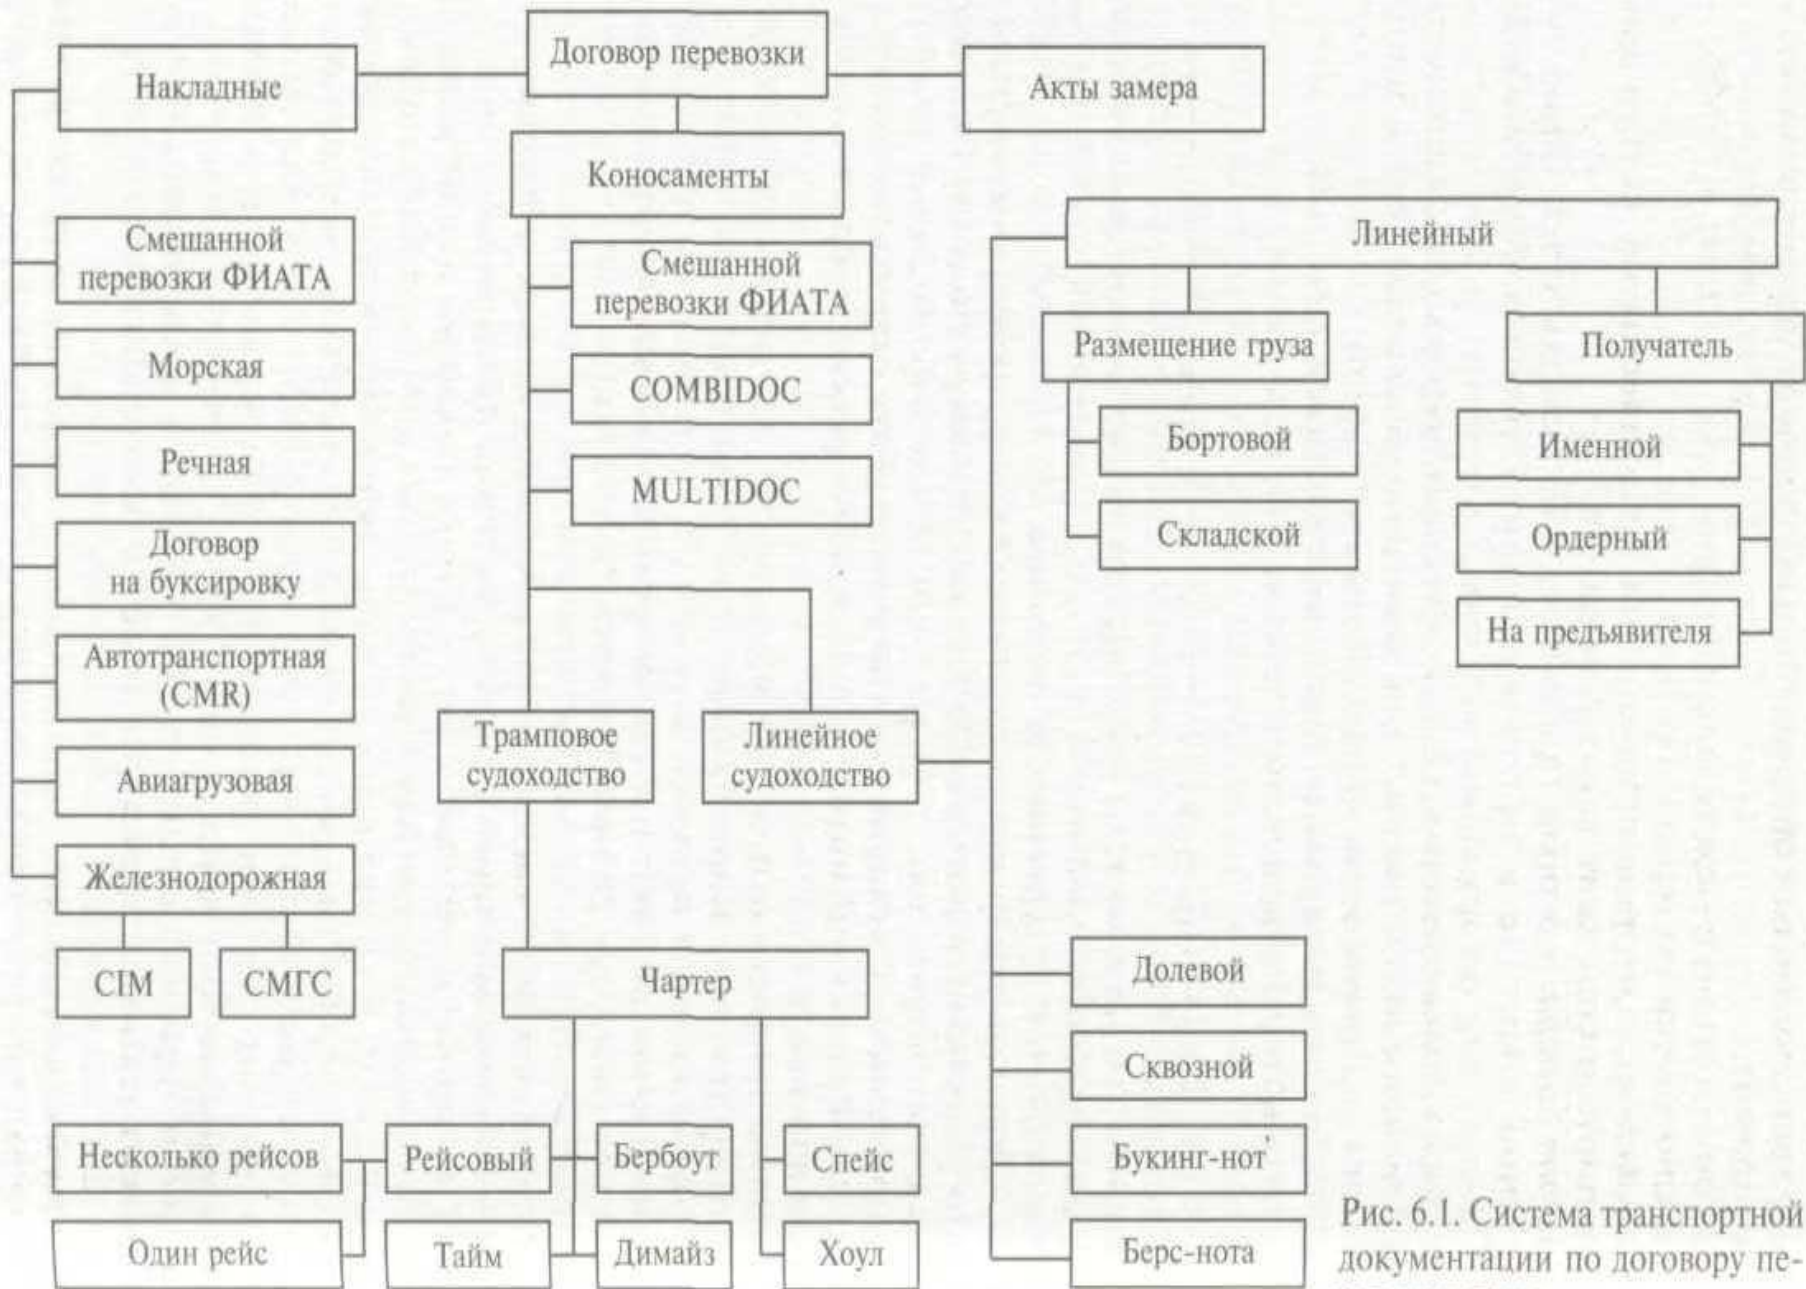 Договор перевозки
Накладные
Акты замера
Коносаменты
Смешанной
перевозки ФИАТА
Морская
Речная
Договор
на буксировку
Автотранспортная
(CMR)
Авиагрузовая
Железнодорожная
CIM
СМГС
Смешанной
перевозки ФИАТА
COMBIDOC
MULTIDOC
Трамповое
судоходство
Линейное
судоходство
Линейный
Размещение груза
Получатель
Бортовой
Складской
Именной
Ордерный
На предъявителя
Чартер
Несколько рейсов
Рейсовый
Бербоут
Спейс
Один рейс
Тайм
Димайз
Хоул
Долевой
Сквозной
Букинг-нот
Берс-нота
Рис. 6.1. Система транспортной
документации по договору пе-